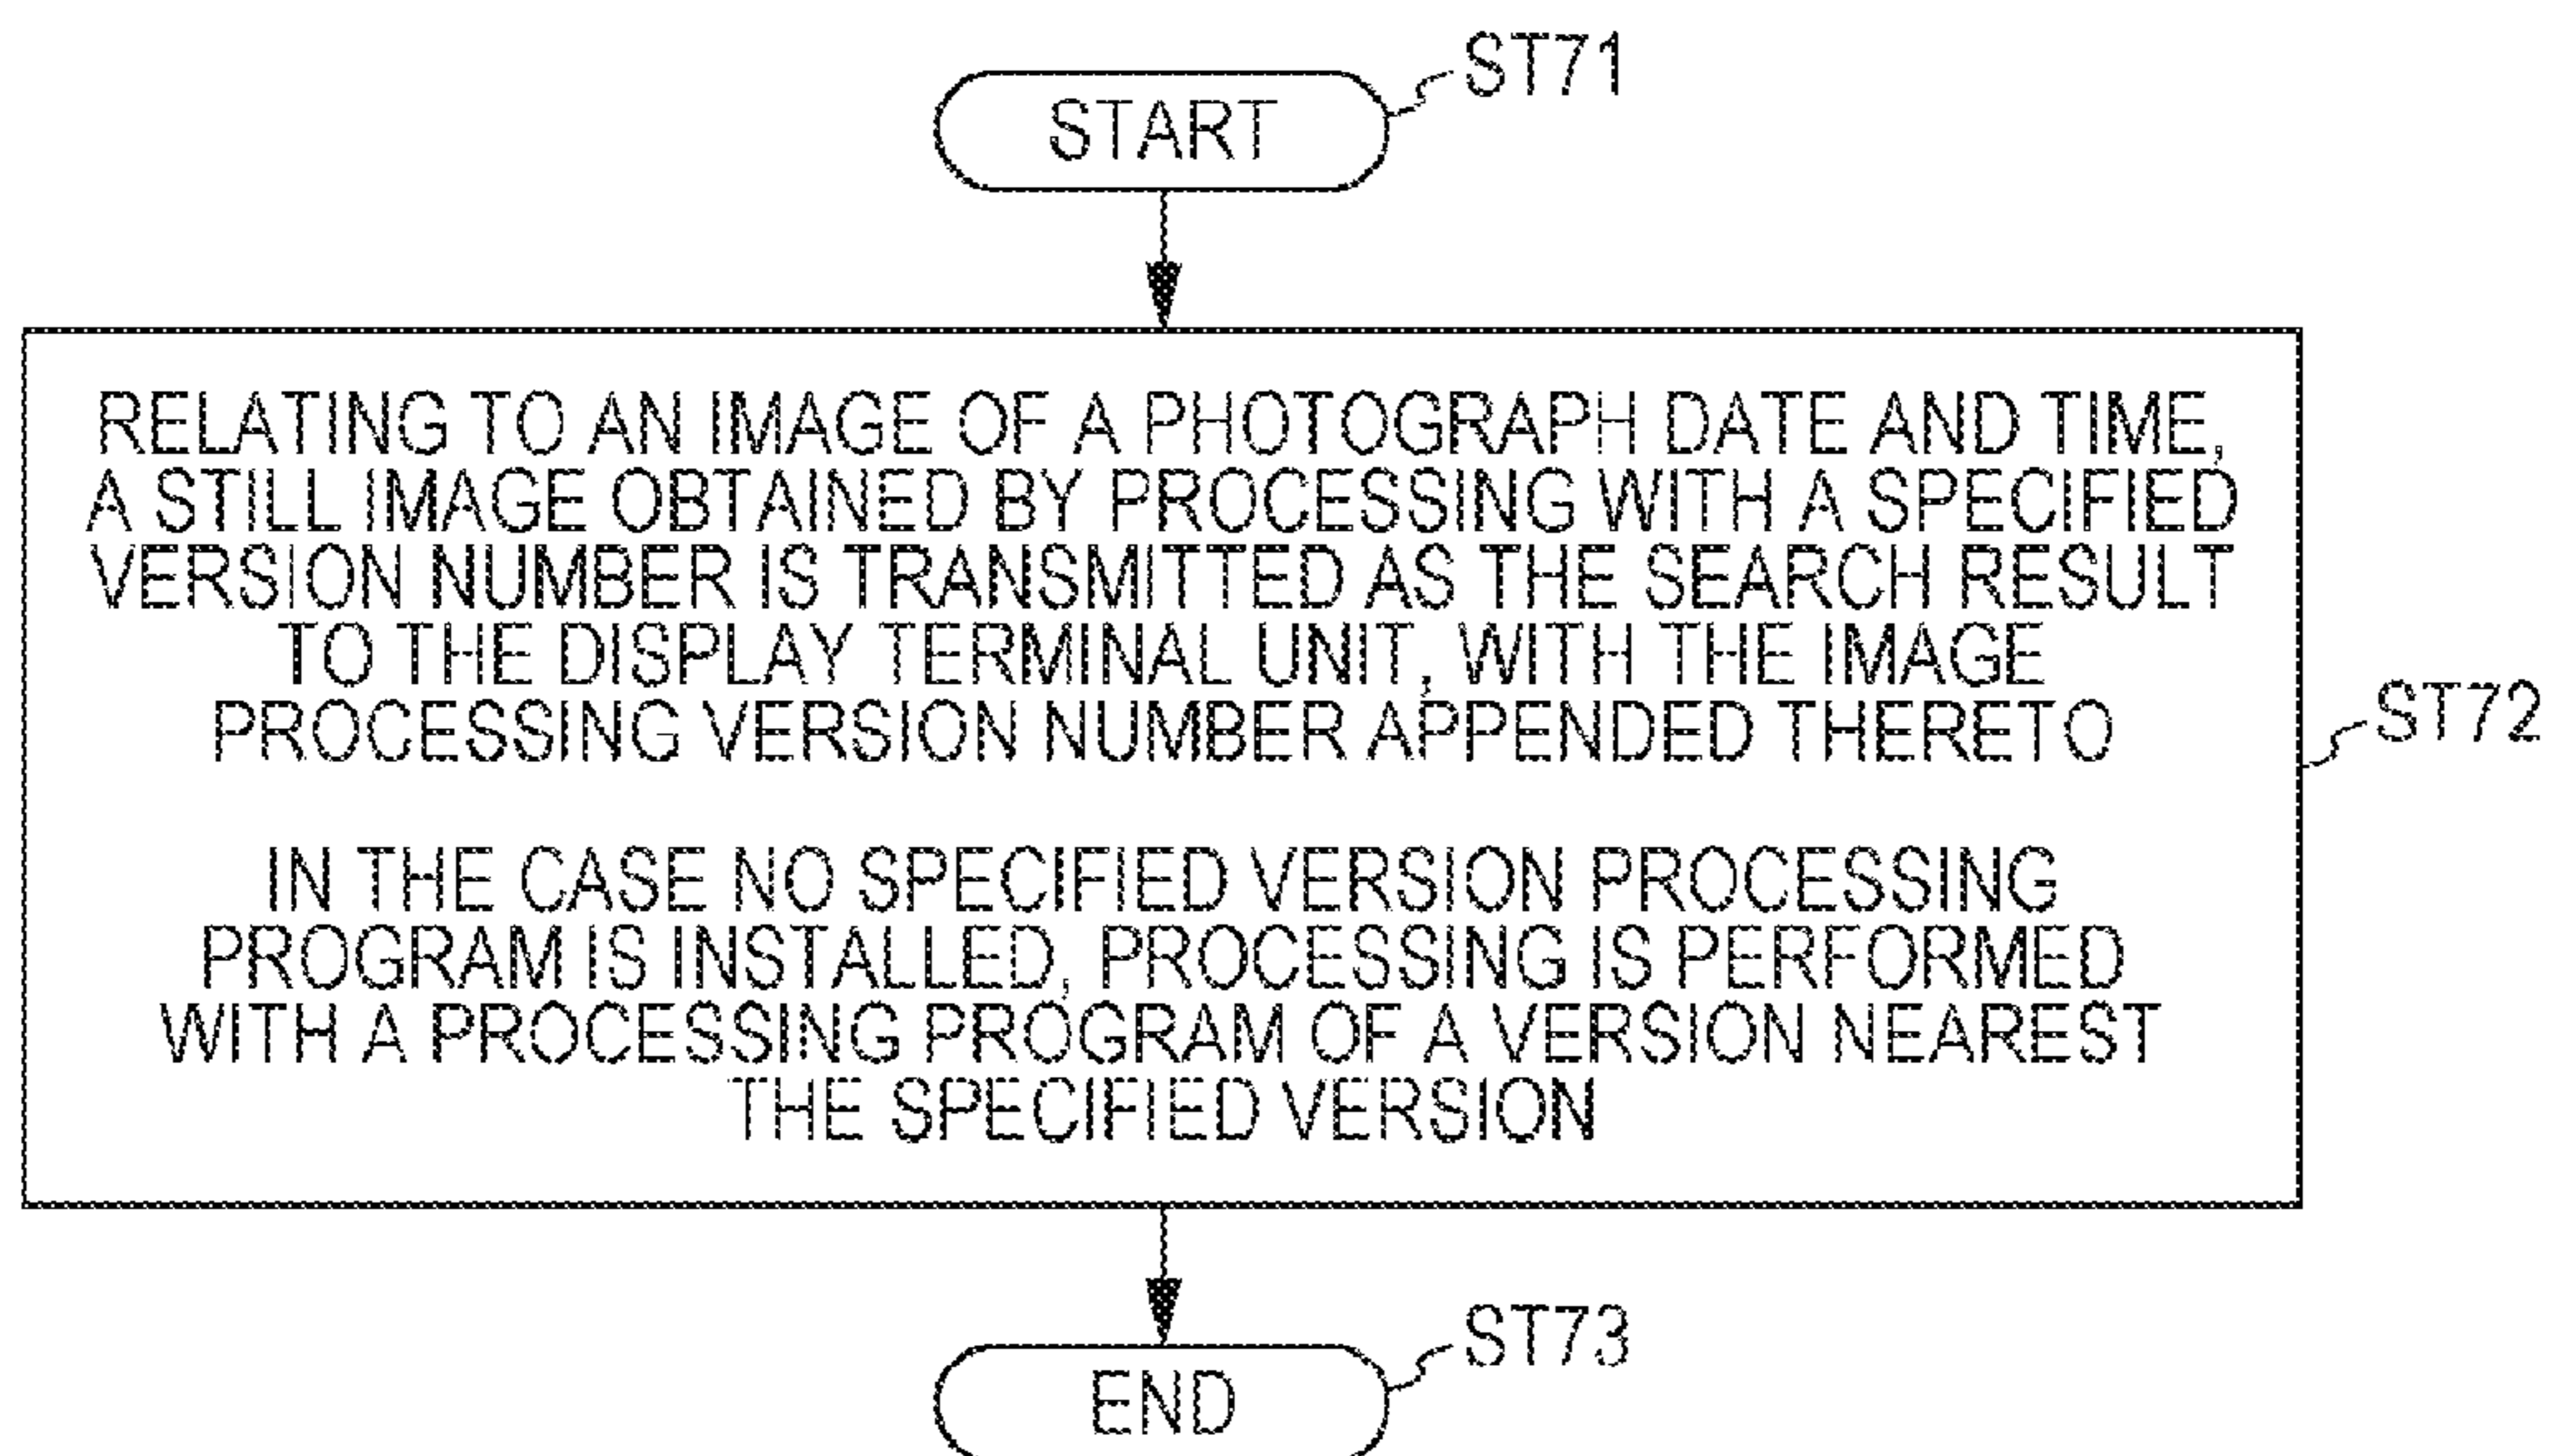 ST71
START
RELATING TO AN IMAGE OF A PHOTOGRAPH DATE AND TIME,
A STILL IMAGE OBTAINED BY PROCESSING WITH A SPECIFIED
VERSION NUMBER IS TRANSMITTED AS THE SEARCH RESULT
TO THE DISPLAY TERMINAL UNIT, WITH THE IMAGE
PROCESSING VERSION NUMBER APPENDED THERETO
ST72
IN THE CASE NO SPECIFIED VERSION PROCESSING
PROGRAM IS INSTALLED, PROCESSING IS PERFORMED
WITH A PROCESSING PROGRAM OF A VERSION NEAREST
THE SPECIFIED VERSION
ST73
END